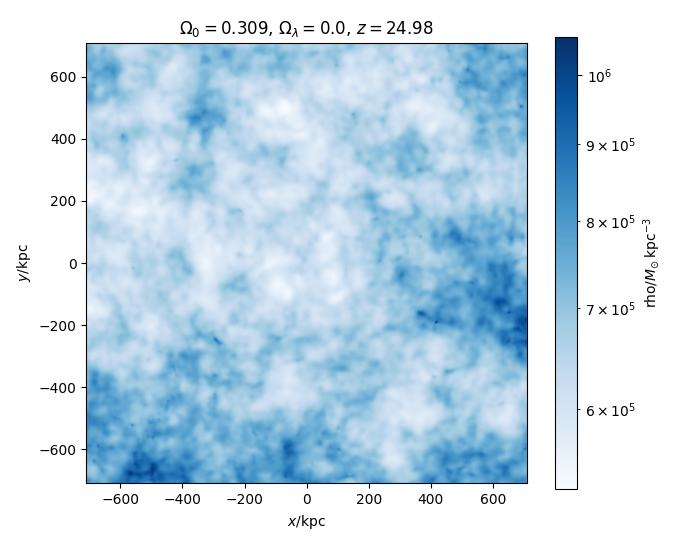 Ω₀ = 0.309, Ω_λ = 0.0, z = 24.98
600
400
200
0
−200
−400
−600
y/kpc
−600 −400 −200 0 200 400 600
x/kpc
10⁶
9 × 10⁵
8 × 10⁵
7 × 10⁵
6 × 10⁵
rho/M⊙ kpc⁻³